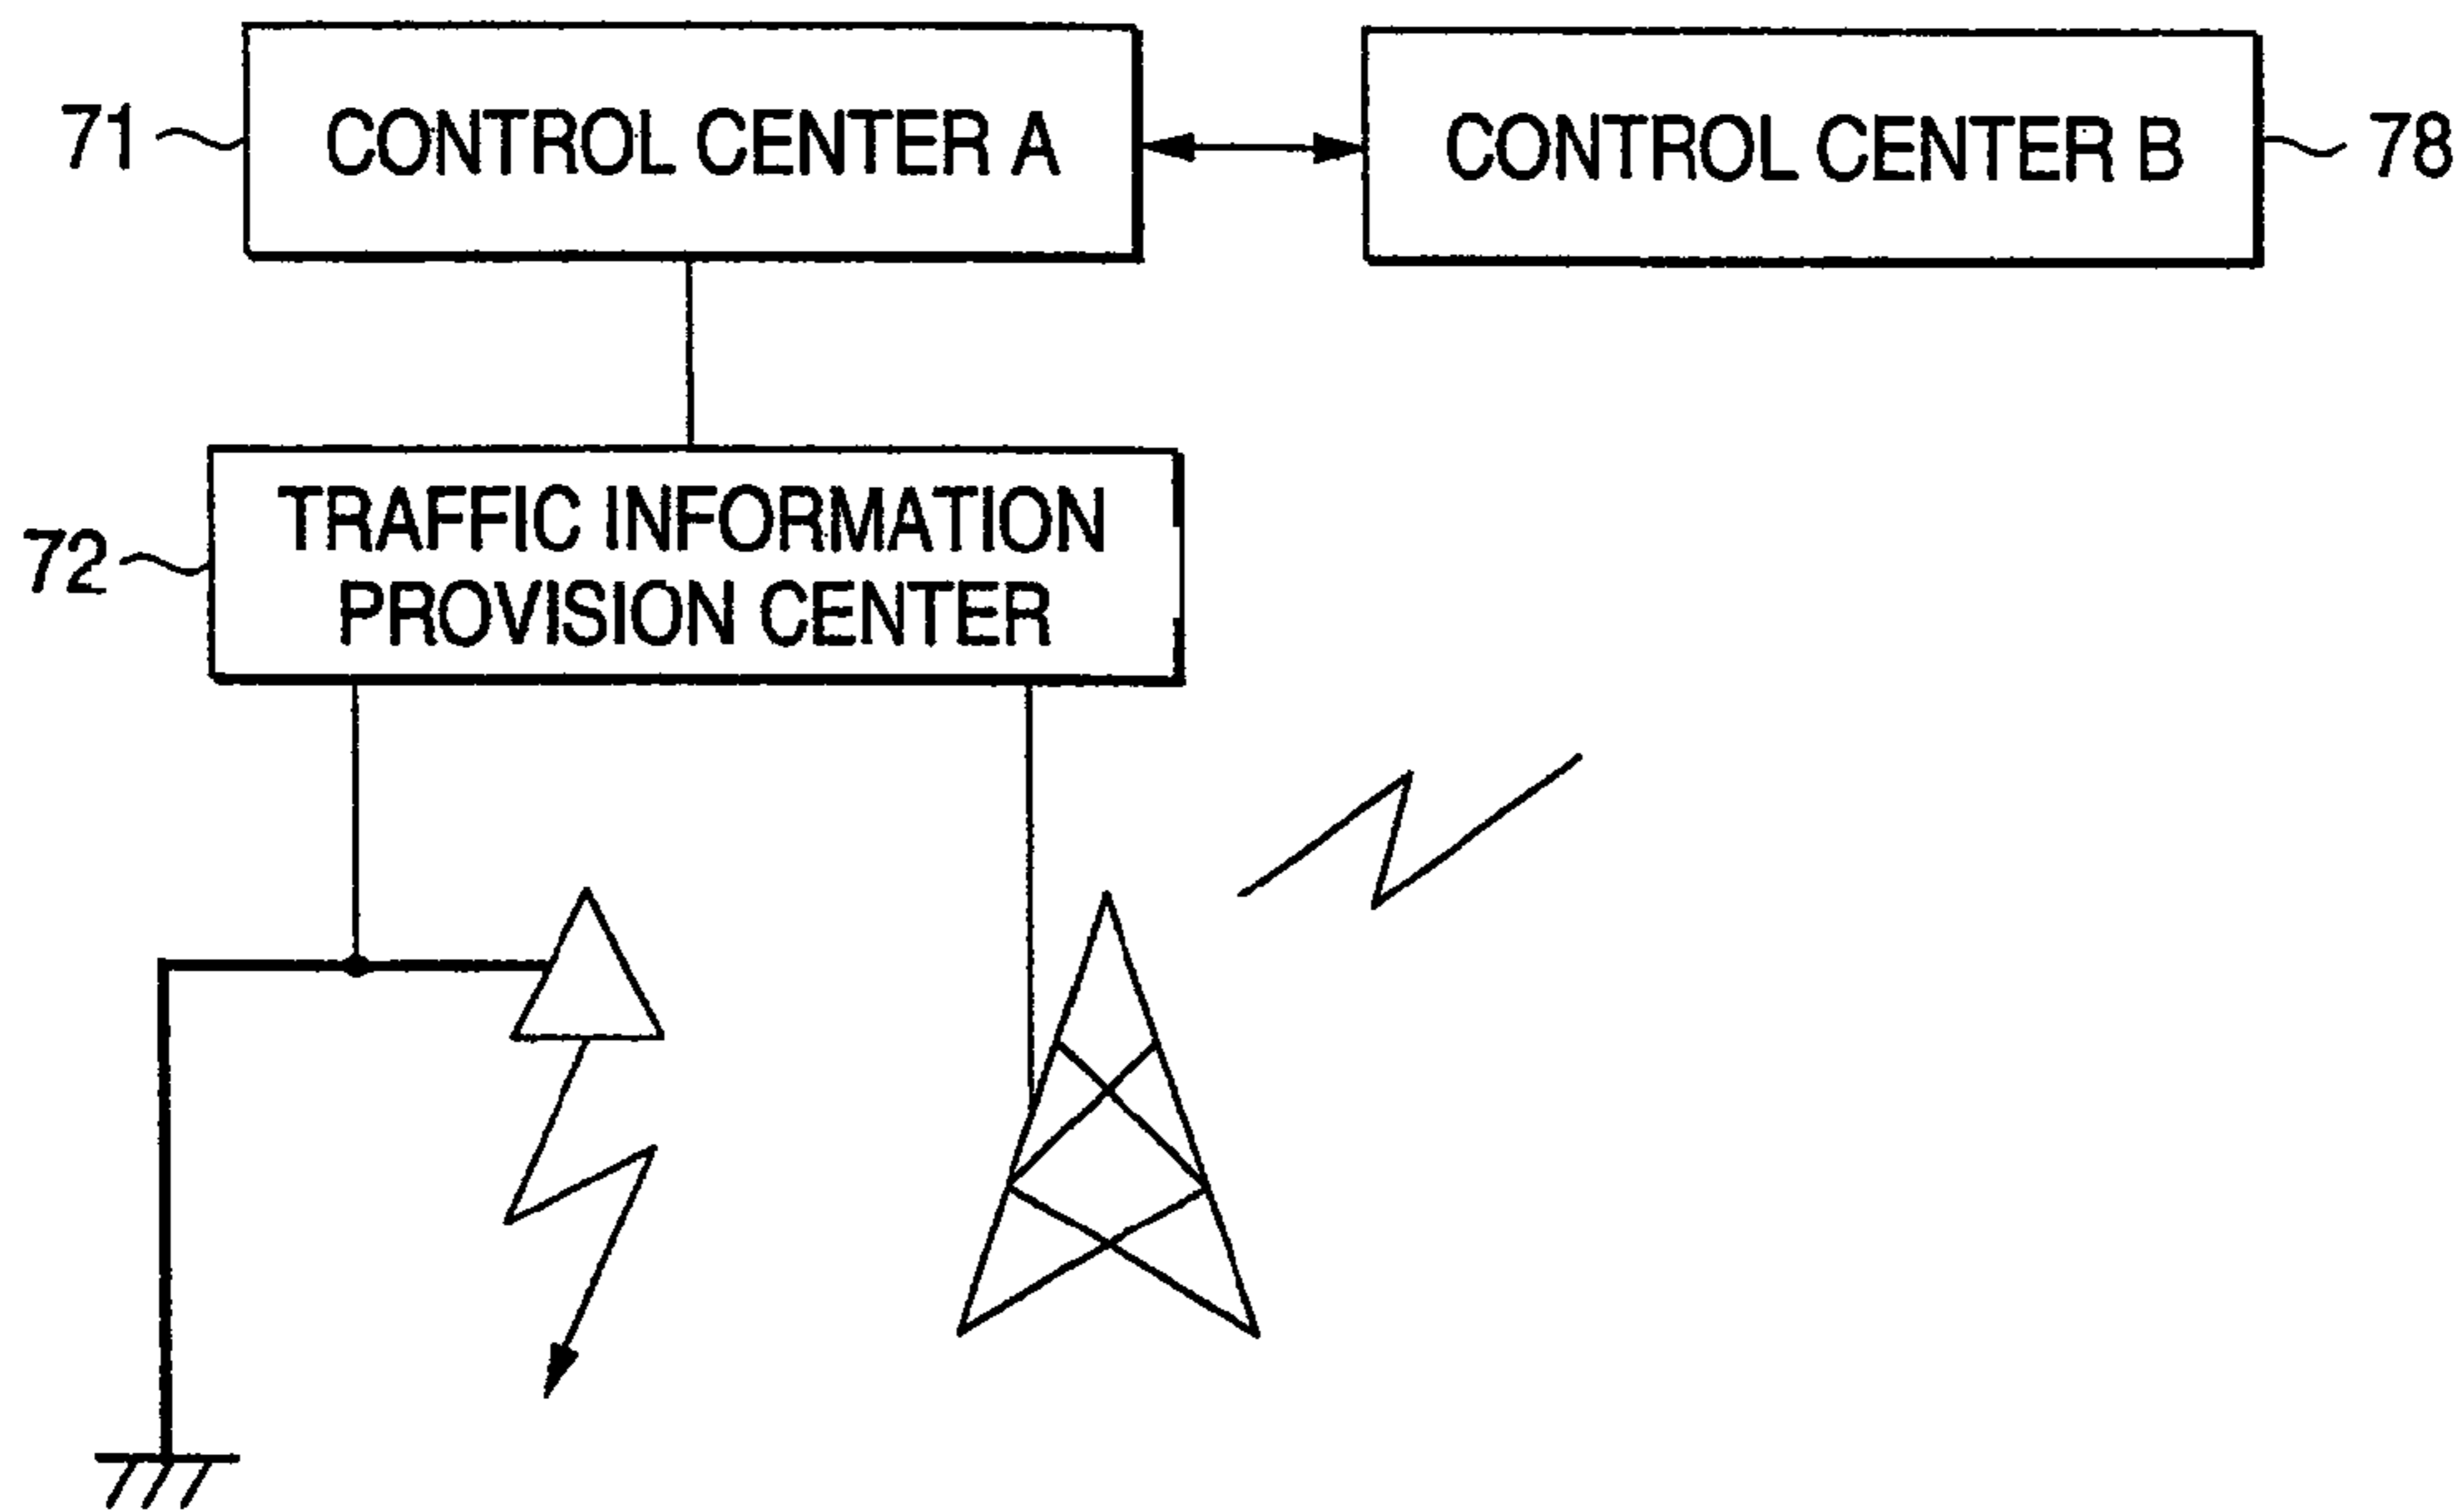 71
CONTROL CENTER A
CONTROL CENTER B
78
72
TRAFFIC INFORMATION
PROVISION CENTER